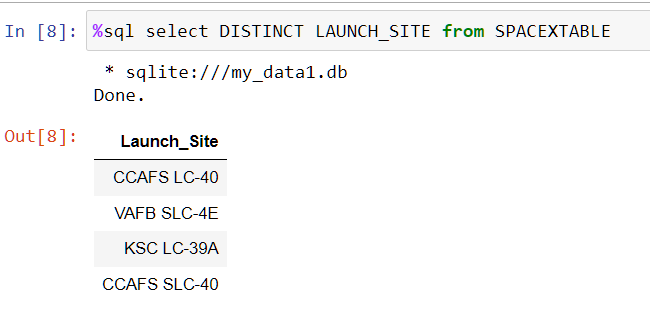 In [8]: %sql select DISTINCT LAUNCH_SITE from SPACEXTABLE
* sqlite:///my_data1.db
Done.
Out[8]:
Launch_Site
CCAFS LC-40
VAFB SLC-4E
KSC LC-39A
CCAFS SLC-40